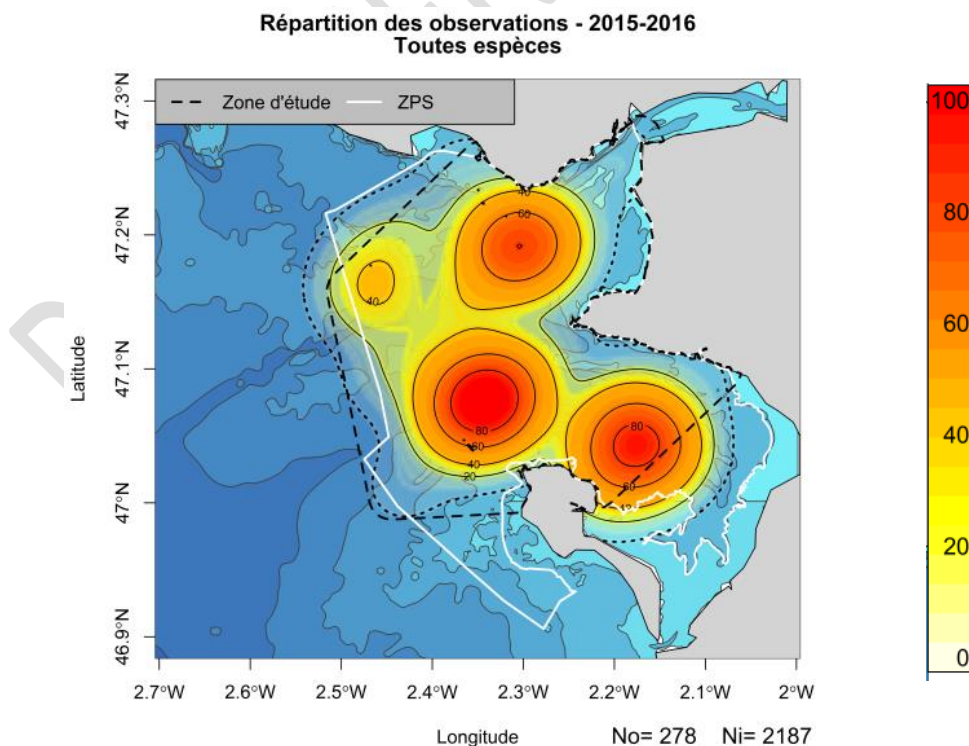 Répartition des observations - 2015-2016
Toutes espèces
Zone d'étude
ZPS
47.3°N
47.2°N
47.1°N
47°N
46.9°N
Latitude
40
60
40
80
60
40
20
80
60
2.7°W
2.6°W
2.5°W
2.4°W
2.3°W
2.2°W
2.1°W
2°W
Longitude
No= 278 Ni= 2187
100
80
60
40
20
0